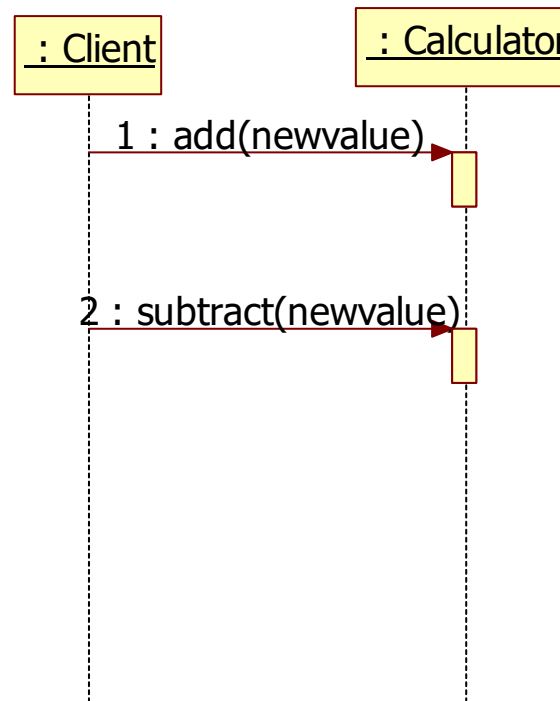 : Client
: Calculator
1 : add(newvalue)
2 : subtract(newvalue)